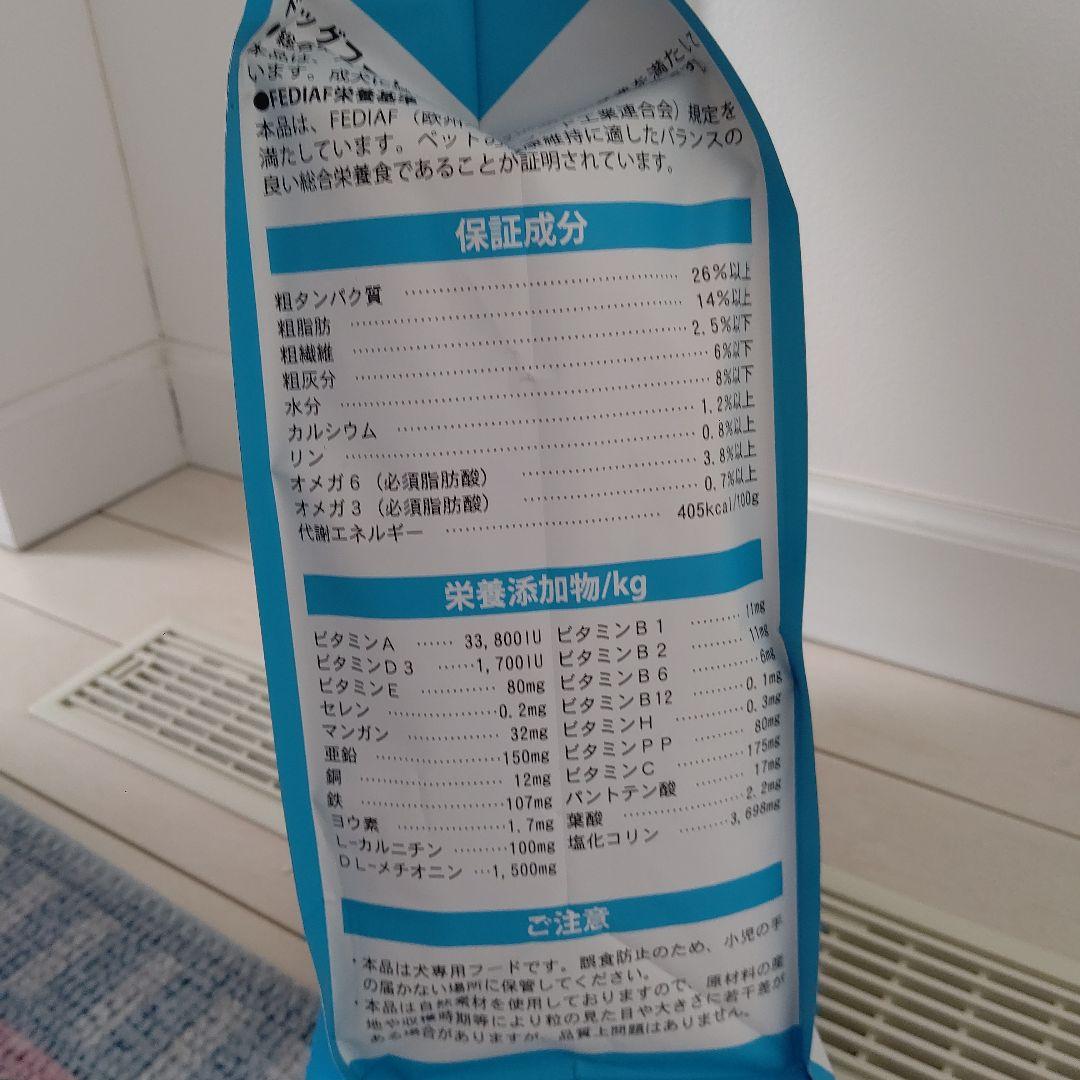 ドッグフ
本品は、
います。 成犬に
を満たして
●FEDIAF栄養基準
本品は、FEDIAF（欧州 工業連合会）規定を
満たしています。ペットの 健康維持に適したバランスの
良い総合栄養食であることが証明されています。
保証成分
粗タンパク質 26%以上
粗脂肪 14%以上
粗繊維 2.5%以下
粗灰分 6%以下
水分 8%以下
カルシウム 1.2%以上
リン 0.8%以上
オメガ6（必須脂肪酸） 3.8%以上
オメガ3（必須脂肪酸） 0.7%以上
代謝エネルギー 405kcal/100g
栄養添加物/kg
ビタミンA 33,800IU
ビタミンD3 1,700IU
ビタミンE 80mg
セレン 0.2mg
マンガン 32mg
亜鉛 150mg
銅 12mg
鉄 107mg
ヨウ素 1.7mg
L-カルニチン 100mg
DL-メチオニン 1,500mg
ビタミンB1 11mg
ビタミンB2 11mg
ビタミンB6 6mg
ビタミンB12 0.1mg
ビタミンH 0.3mg
ビタミンPP 80mg
ビタミンC 175mg
パントテン酸 17mg
葉酸 2.2mg
塩化コリン 3,698mg
ご注意
・本品は犬専用フードです。誤食防止のため、小児の手
の届かない場所に保管してください。
・本品は自然素材を使用しておりますので、原材料の産
地や収穫時期等により粒の見た目や大きさに若干差が
ある場合がありますが、品質上問題はありません。